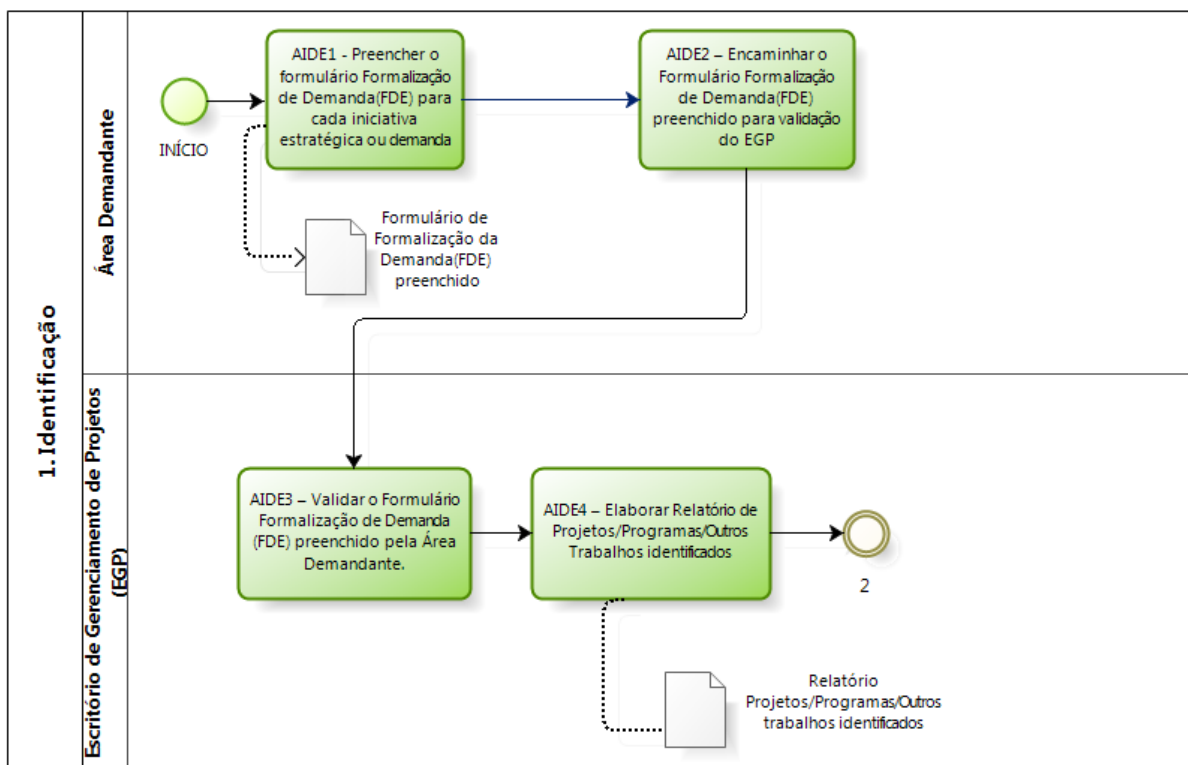 1.Identificação
Área Demandante
INÍCIO
AIDE1 - Preencher o
formulário Formalização
de Demanda(FDE) para
cada iniciativa
estratégica ou demanda
AIDE2 – Encaminhar o
Formulário Formalização
de Demanda(FDE)
preenchido para validação
do EGP
Formulário de
Formalização da
Demanda(FDE)
preenchido
Escritório de Gerenciamento de Projetos
(EGP)
AIDE3 – Validar o Formulário
Formalização de Demanda
(FDE) preenchido pela Área
Demandante.
AIDE4 – Elaborar Relatório de
Projetos/Programas/Outros
Trabalhos identificados
2
Relatório
Projetos/Programas/Outros
trabalhos identificados